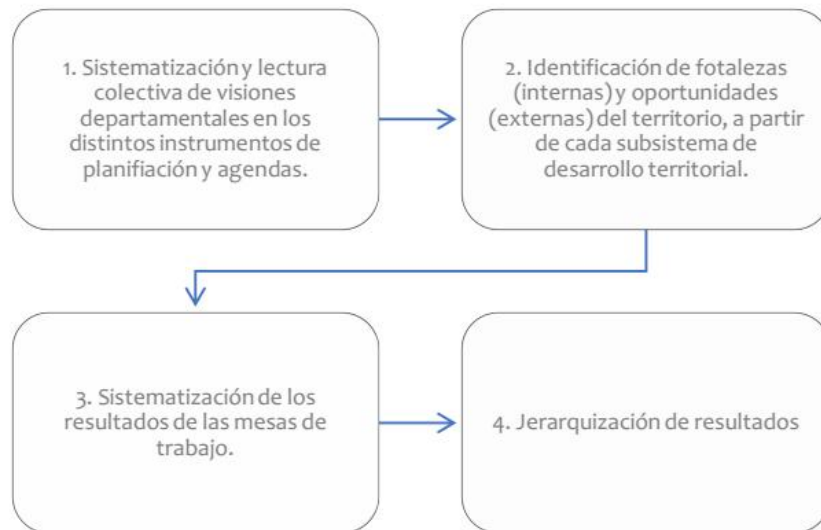 1. Sistematización y lectura
colectiva de visiones
departamentales en los
distintos instrumentos de
planifiación y agendas.
2. Identificación de fotalezas
(internas) y oportunidades
(externas) del territorio, a partir
de cada subsistema de
desarrollo territorial.
3. Sistematización de los
resultados de las mesas de
trabajo.
4. Jerarquización de resultados